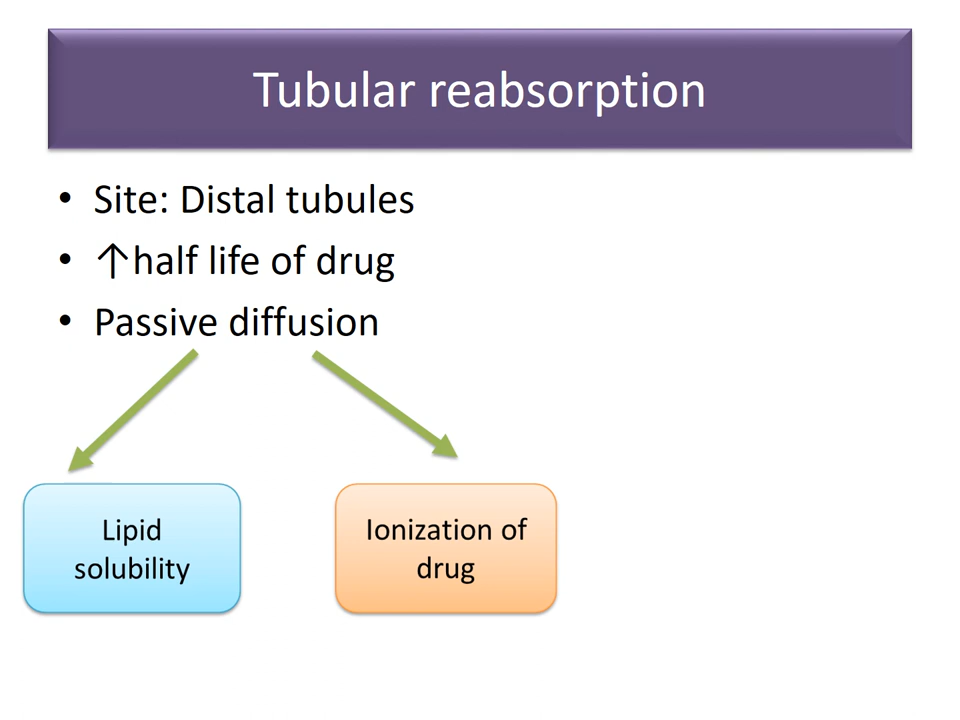 Tubular reabsorption
• Site: Distal tubules
• ↑half life of drug
• Passive diffusion
Lipid
solubility
Ionization of
drug